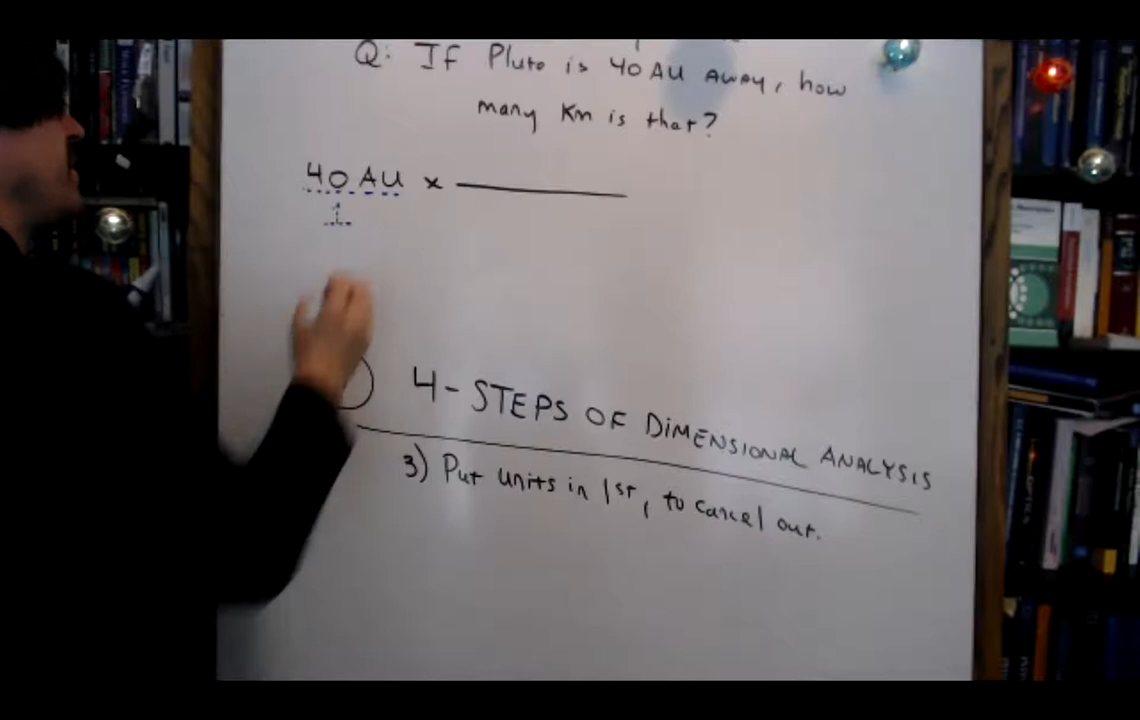 Q: If Pluto is 40 AU AWAY, how
many Km is that?
40 AU x
1
4-STEPS OF DiMENSIONAL ANALYSIS
3) Put units in 1st, to cancel out.